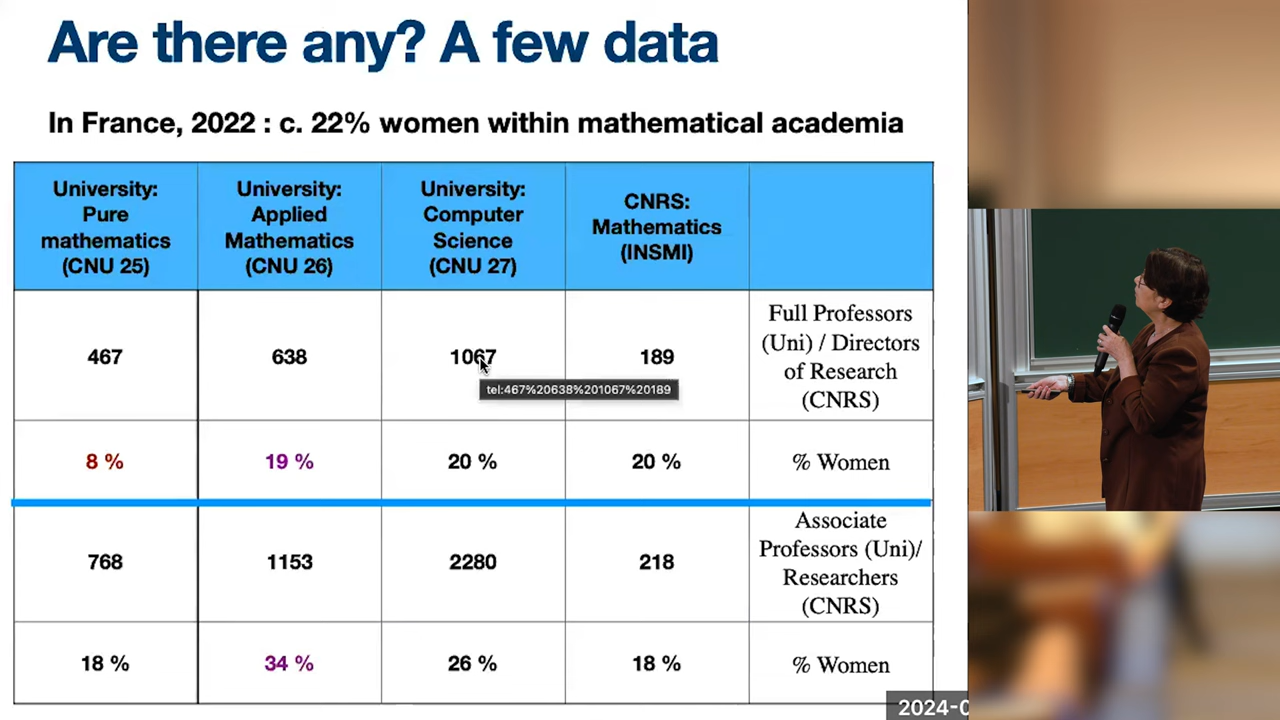 Are there any? A few data
In France, 2022 : c. 22% women within mathematical academia
University:
Pure
mathematics
(CNU 25)
University:
Applied
Mathematics
(CNU 26)
University:
Computer
Science
(CNU 27)
CNRS:
Mathematics
(INSMI)
467
638
1067
189
Full Professors
(Uni) / Directors
of Research
(CNRS)
tel:467%20638%201067%20189
8 %
19 %
20 %
20 %
% Women
768
1153
2280
218
Associate
Professors (Uni)/
Researchers
(CNRS)
18 %
34 %
26 %
18 %
% Women
2024-0